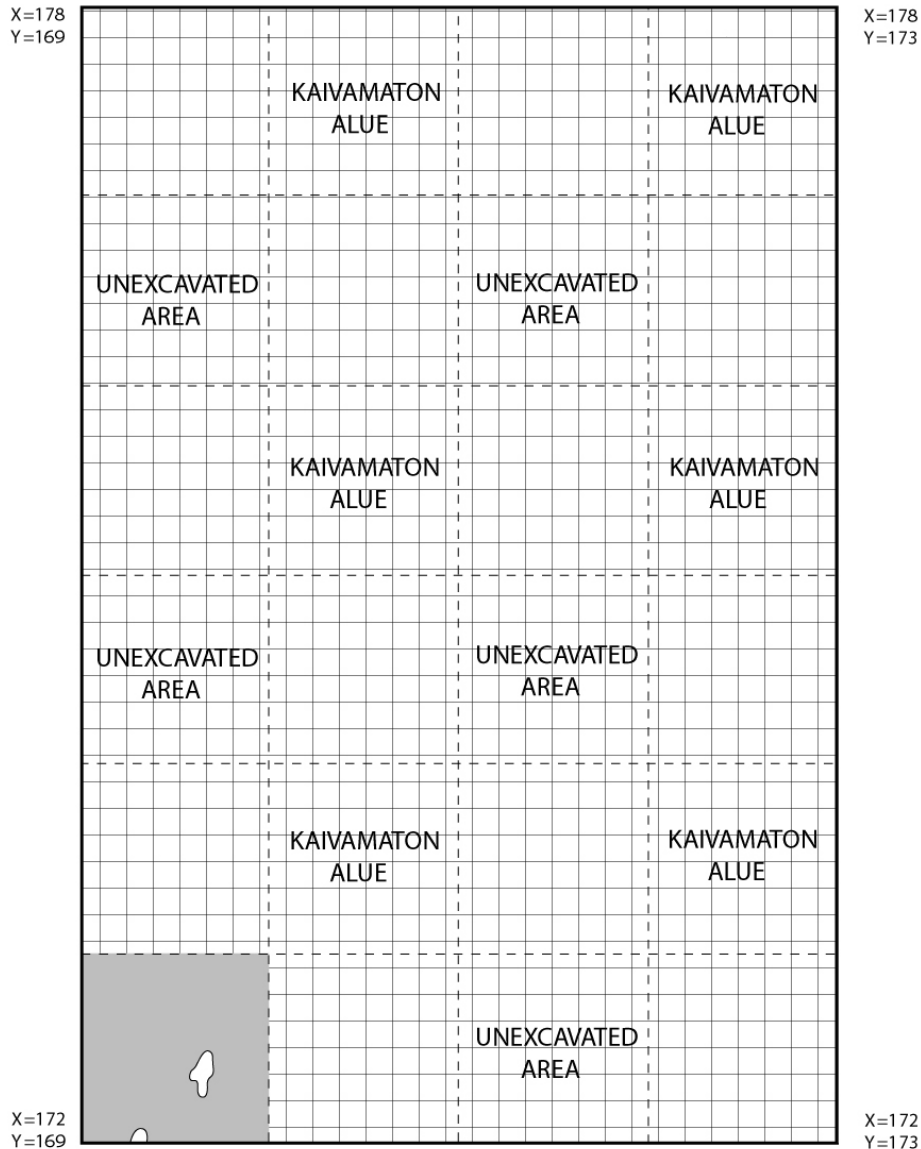 X=178
Y=169
X=178
Y=173
KAIVAMATON
ALUE
KAIVAMATON
ALUE
UNEXCAVATED
AREA
UNEXCAVATED
AREA
KAIVAMATON
ALUE
KAIVAMATON
ALUE
UNEXCAVATED
AREA
UNEXCAVATED
AREA
KAIVAMATON
ALUE
KAIVAMATON
ALUE
UNEXCAVATED
AREA
X=172
Y=169
X=172
Y=173